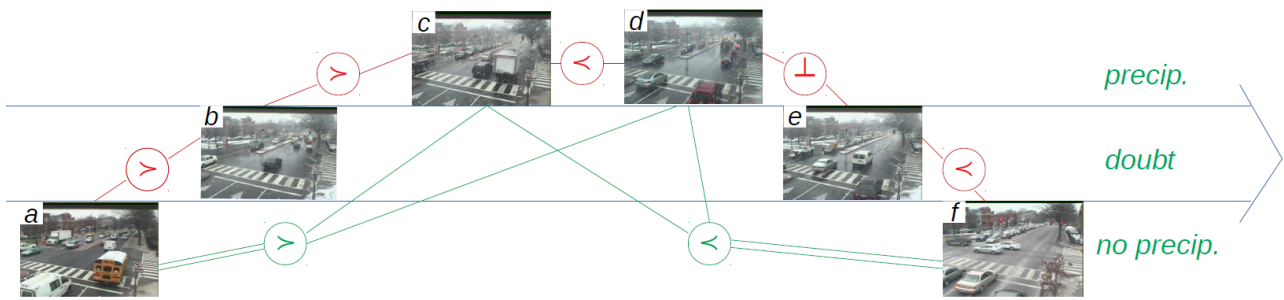 c
≻
≺
d
⊥
precip.
b
≻
e
≺
doubt
a
≻
≺
f
no precip.